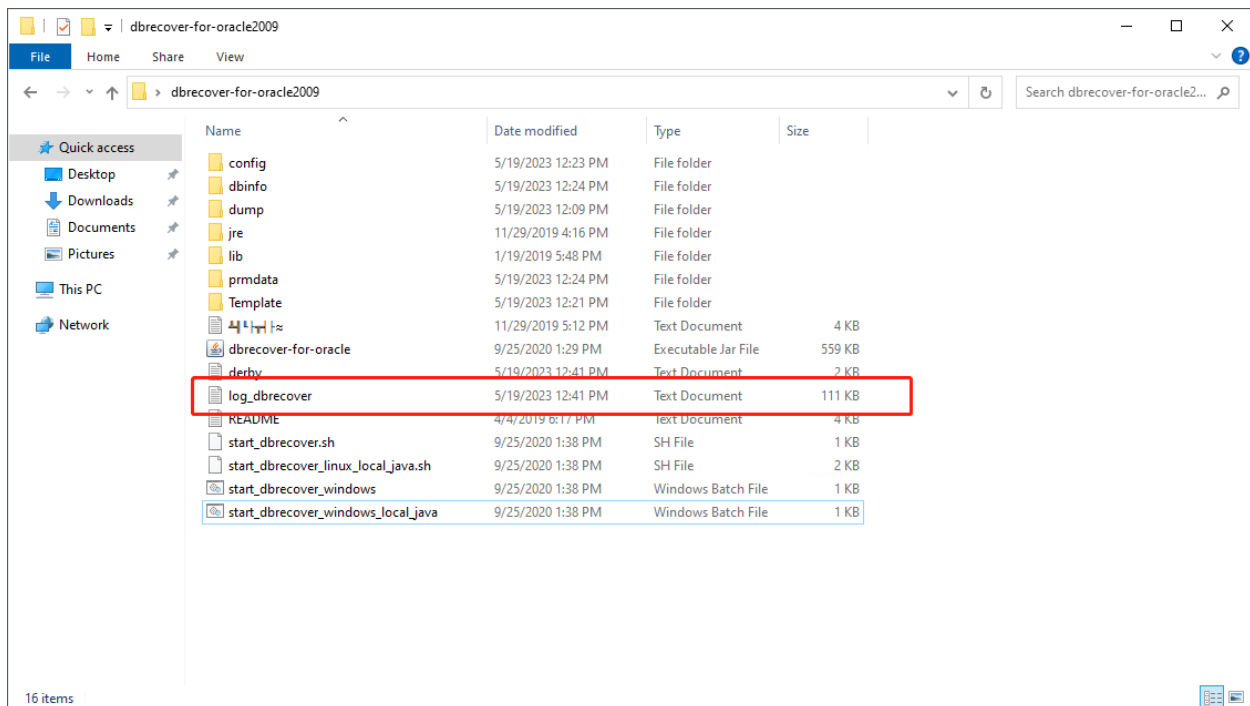 dbrecover-for-oracle2009
File Home Share View
dbrecover-for-oracle2009 Search dbrecover-for-oracle2...
Name Date modified Type Size
Quick access
Desktop
Downloads
Documents
Pictures
This PC
Network
config 5/19/2023 12:23 PM File folder
dbinfo 5/19/2023 12:24 PM File folder
dump 5/19/2023 12:09 PM File folder
jre 11/29/2019 4:16 PM File folder
lib 1/19/2019 5:48 PM File folder
prmdata 5/19/2023 12:24 PM File folder
Template 5/19/2023 12:21 PM File folder
11/29/2019 5:12 PM Text Document 4 KB
dbrecover-for-oracle 9/25/2020 1:29 PM Executable Jar File 559 KB
derby 5/19/2023 12:41 PM Text Document 2 KB
log_dbrecover 5/19/2023 12:41 PM Text Document 111 KB
README 4/4/2019 6:17 PM Text Document 4 KB
start_dbrecover.sh 9/25/2020 1:38 PM SH File 1 KB
start_dbrecover_linux_local_java.sh 9/25/2020 1:38 PM SH File 2 KB
start_dbrecover_windows 9/25/2020 1:38 PM Windows Batch File 1 KB
start_dbrecover_windows_local_java 9/25/2020 1:38 PM Windows Batch File 1 KB
16 items